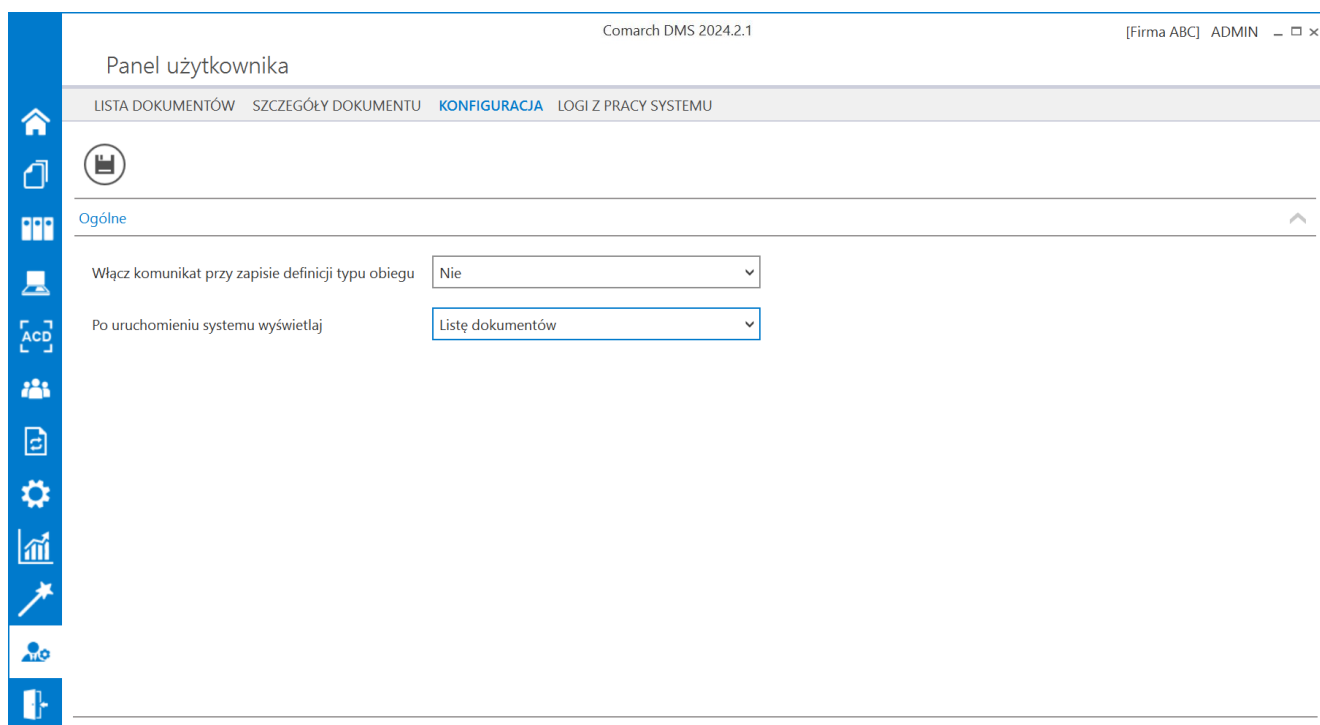 Comarch DMS 2024.2.1
[Firma ABC] ADMIN
Panel użytkownika
LISTA DOKUMENTÓW SZCZEGÓŁY DOKUMENTU KONFIGURACJA LOGI Z PRACY SYSTEMU
Ogólne
Włącz komunikat przy zapisie definicji typu obiegu Nie
Po uruchomieniu systemu wyświetlaj Listę dokumentów
ACD